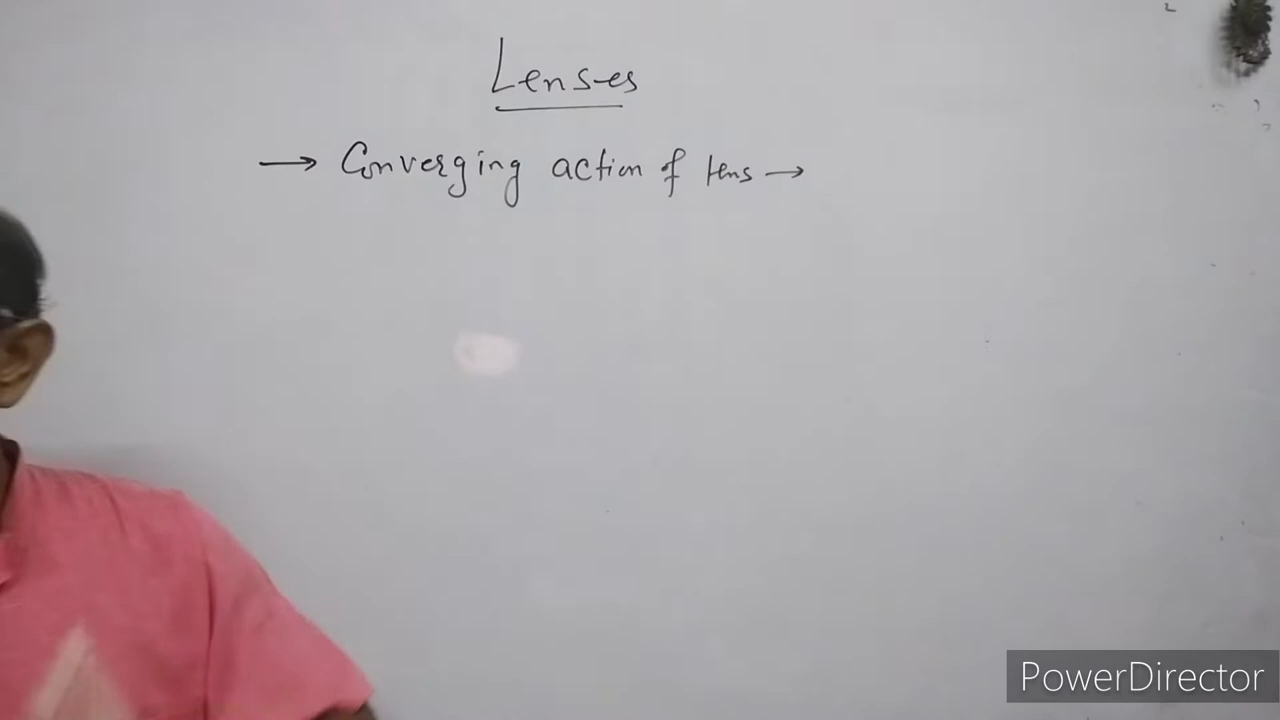 Lenses
→ Converging action of lens →
PowerDirector